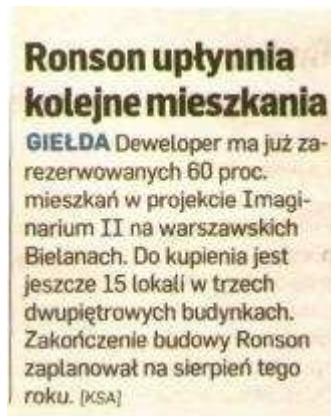 Ronson upłynnia
kolejne mieszkania
GIEŁDA Deweloper ma już za-
rezerwowanych 60 proc.
mieszkań w projekcie Imagi-
narium II na warszawskich
Bielanach. Do kupienia jest
jeszcze 15 lokali w trzech
dwupiętrowych budynkach.
Zakończenie budowy Ronson
zaplanował na sierpień tego
roku. [KSA]